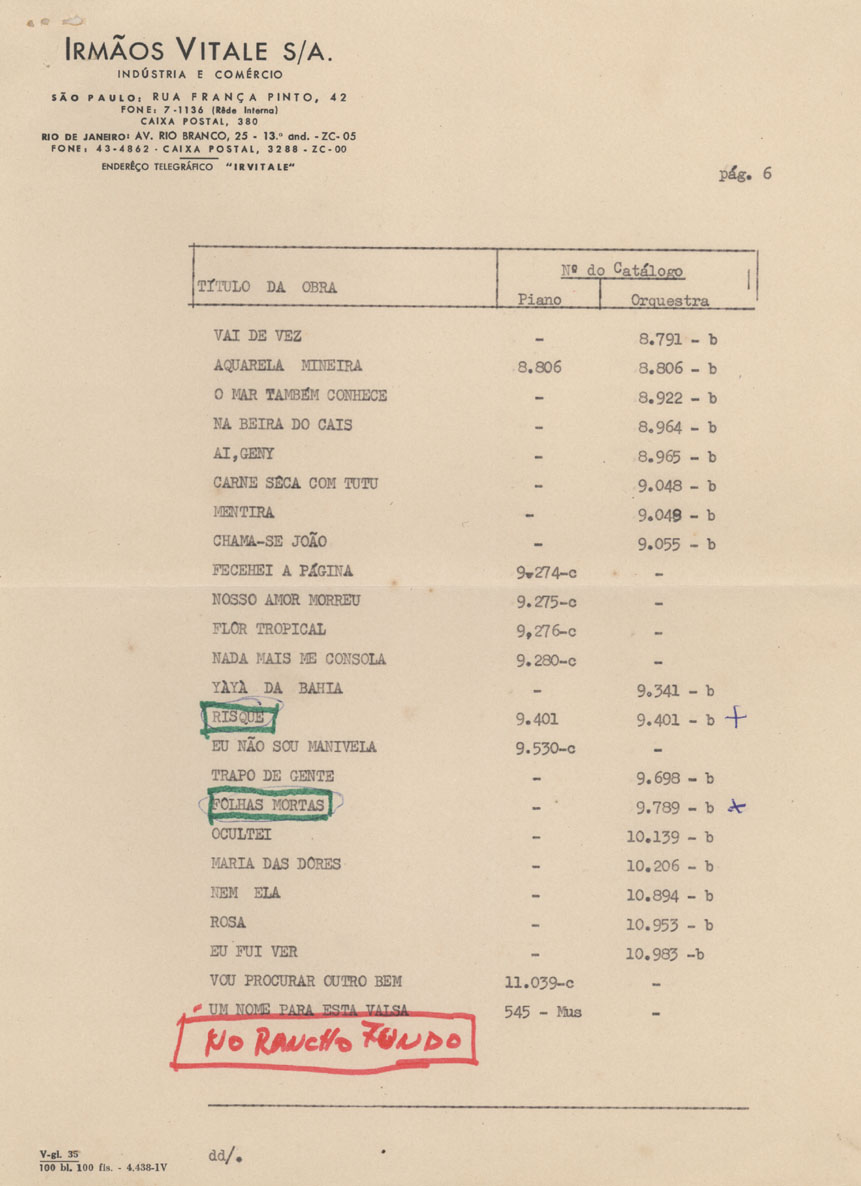 IRMÃOS VITALE S/A.
INDÚSTRIA E COMÉRCIO
SÃO PAULO: RUA FRANÇA PINTO, 42
FONE: 7-1136 (Rêde Interna)
CAIXA POSTAL, 380
RIO DE JANEIRO: AV. RIO BRANCO, 25 - 13.º and. - ZC-05
FONE: 43-4862 - CAIXA POSTAL, 3288 - ZC-00
ENDERÊÇO TELEGRÁFICO "IRVITALE"
pág. 6
TÍTULO DA OBRA
Nº do Catálogo
Piano Orquestra
VAI DE VEZ - 8.791 - b
AQUARELA MINEIRA 8.806 8.806 - b
O MAR TAMBÉM CONHECE - 8.922 - b
NA BEIRA DO CAIS - 8.964 - b
AI,GENY - 8.965 - b
CARNE SÊCA COM TUTU - 9.048 - b
MENTIRA - 9.049 - b
CHAMA-SE JOÃO - 9.055 - b
FECEHEI A PÁGINA 9.274-c -
NOSSO AMOR MORREU 9.275-c -
FLÔR TROPICAL 9,276-c -
NADA MAIS ME CONSOLA 9.280-c -
YÀYÀ DA BAHIA - 9.341 - b
RISQUE 9.401 9.401 - b +
EU NÃO SOU MANIVELA 9.530-c -
TRAPO DE GENTE - 9.698 - b
FÔLHAS MORTAS - 9.789 - b *
OCULTEI - 10.139 - b
MARIA DAS DÔRES - 10.206 - b
NEM ELA - 10.894 - b
ROSA - 10.953 - b
EU FUI VER - 10.983 -b
VOU PROCURAR OUTRO BEM 11.039-c -
UM NOME PARA ESTA VALSA 545 - Mus -
NO RANCHO FUNDO
dd/.
V-gl. 35
100 bl. 100 fls. - 4.438-IV